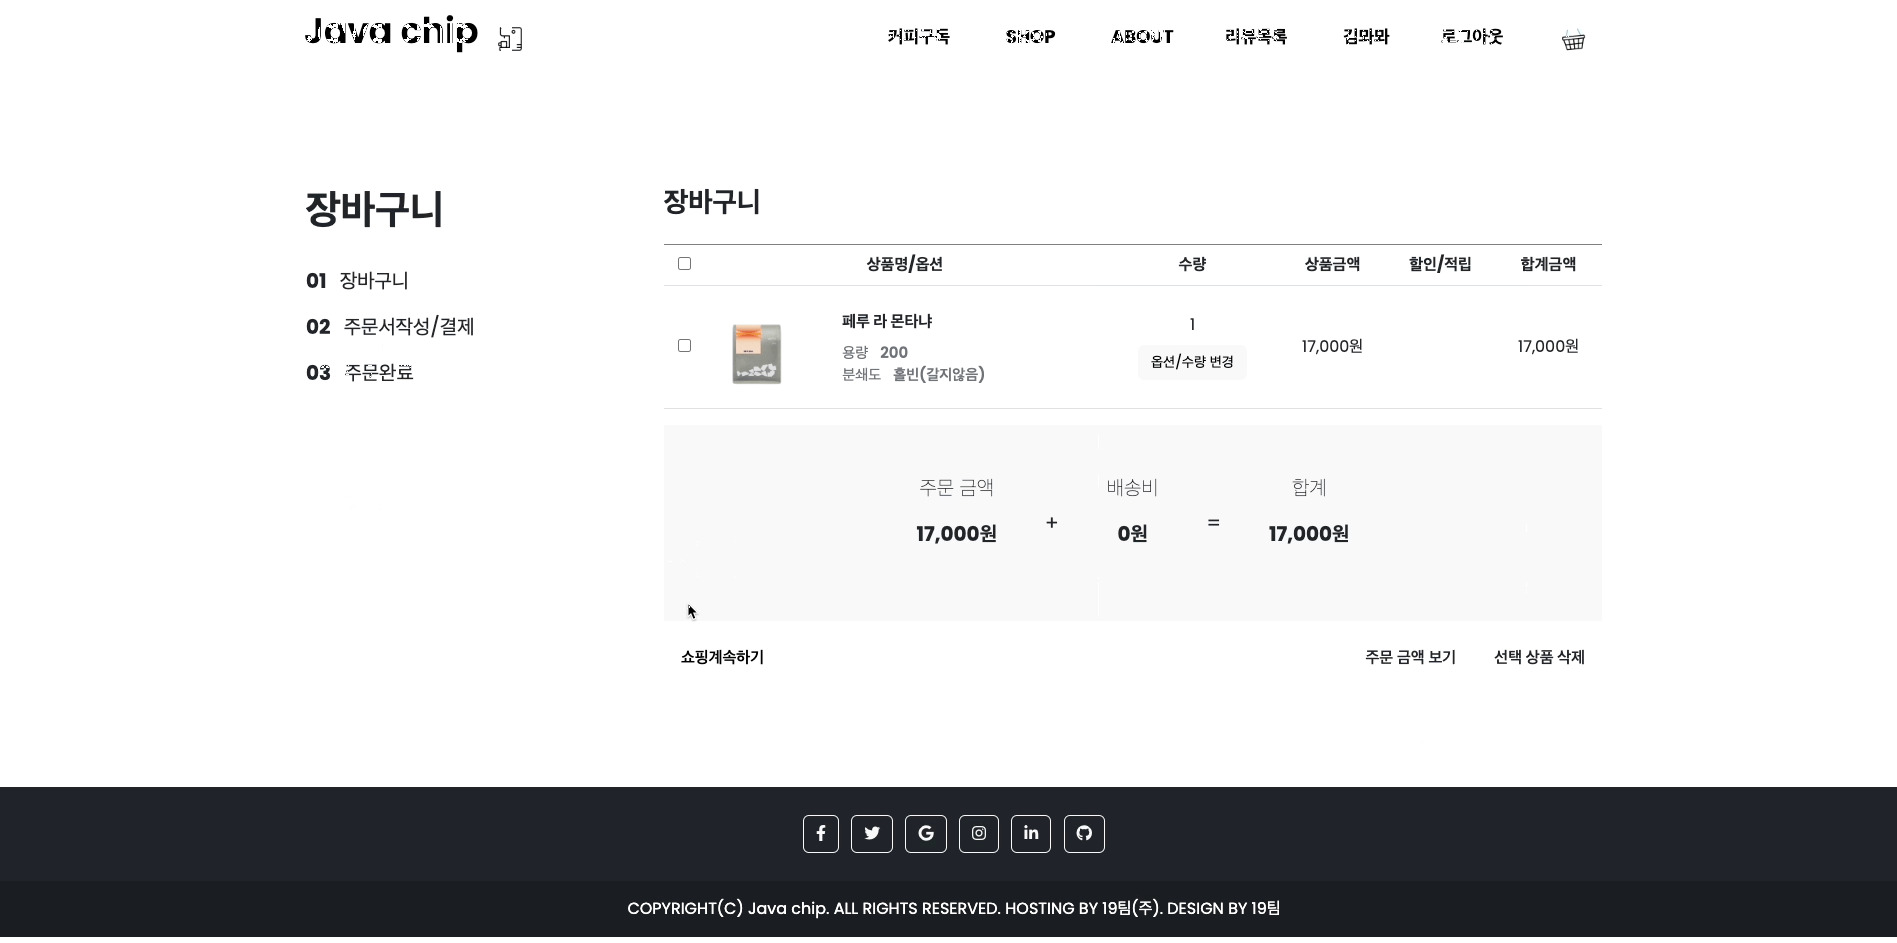 Java chip
커피구독 SHOP ABOUT 리뷰목록 김뫄뫄 로그아웃
장바구니
01 장바구니
02 주문서작성/결제
03 주문완료
장바구니
상품명/옵션 수량 상품금액 할인/적립 합계금액
페루 라 몬타냐
용량 200
분쇄도 홀빈(갈지않음)
1
옵션/수량 변경
17,000원 17,000원
주문 금액 배송비 합계
17,000원 + 0원 = 17,000원
쇼핑계속하기 주문 금액 보기 선택 상품 삭제
COPYRIGHT(C) Java chip. ALL RIGHTS RESERVED. HOSTING BY 19팀(주). DESIGN BY 19팀